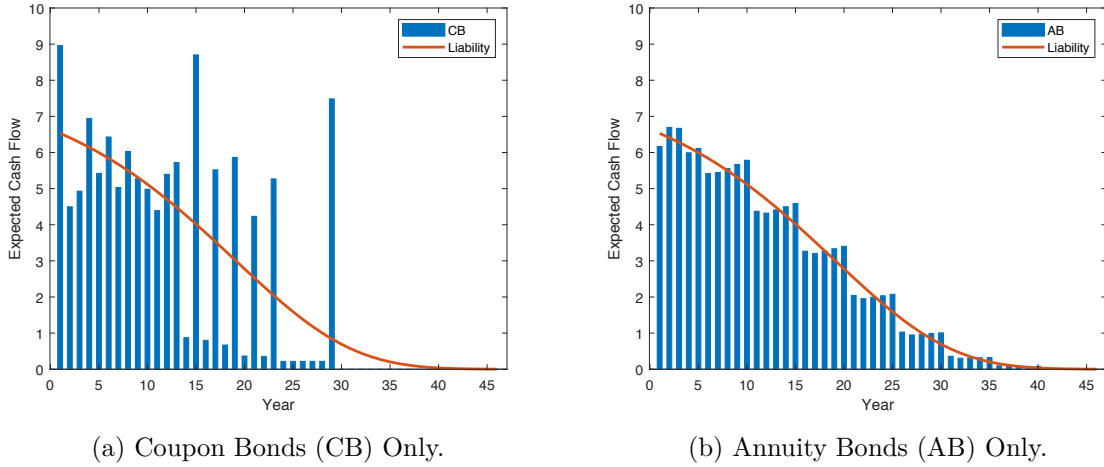 10
9
8
7
6
5
4
3
2
1
0
Expected Cash Flow
0 5 10 15 20 25 30 35 40 45
Year
CB
Liability
(a) Coupon Bonds (CB) Only.
10
9
8
7
6
5
4
3
2
1
0
Expected Cash Flow
0 5 10 15 20 25 30 35 40 45
Year
AB
Liability
(b) Annuity Bonds (AB) Only.